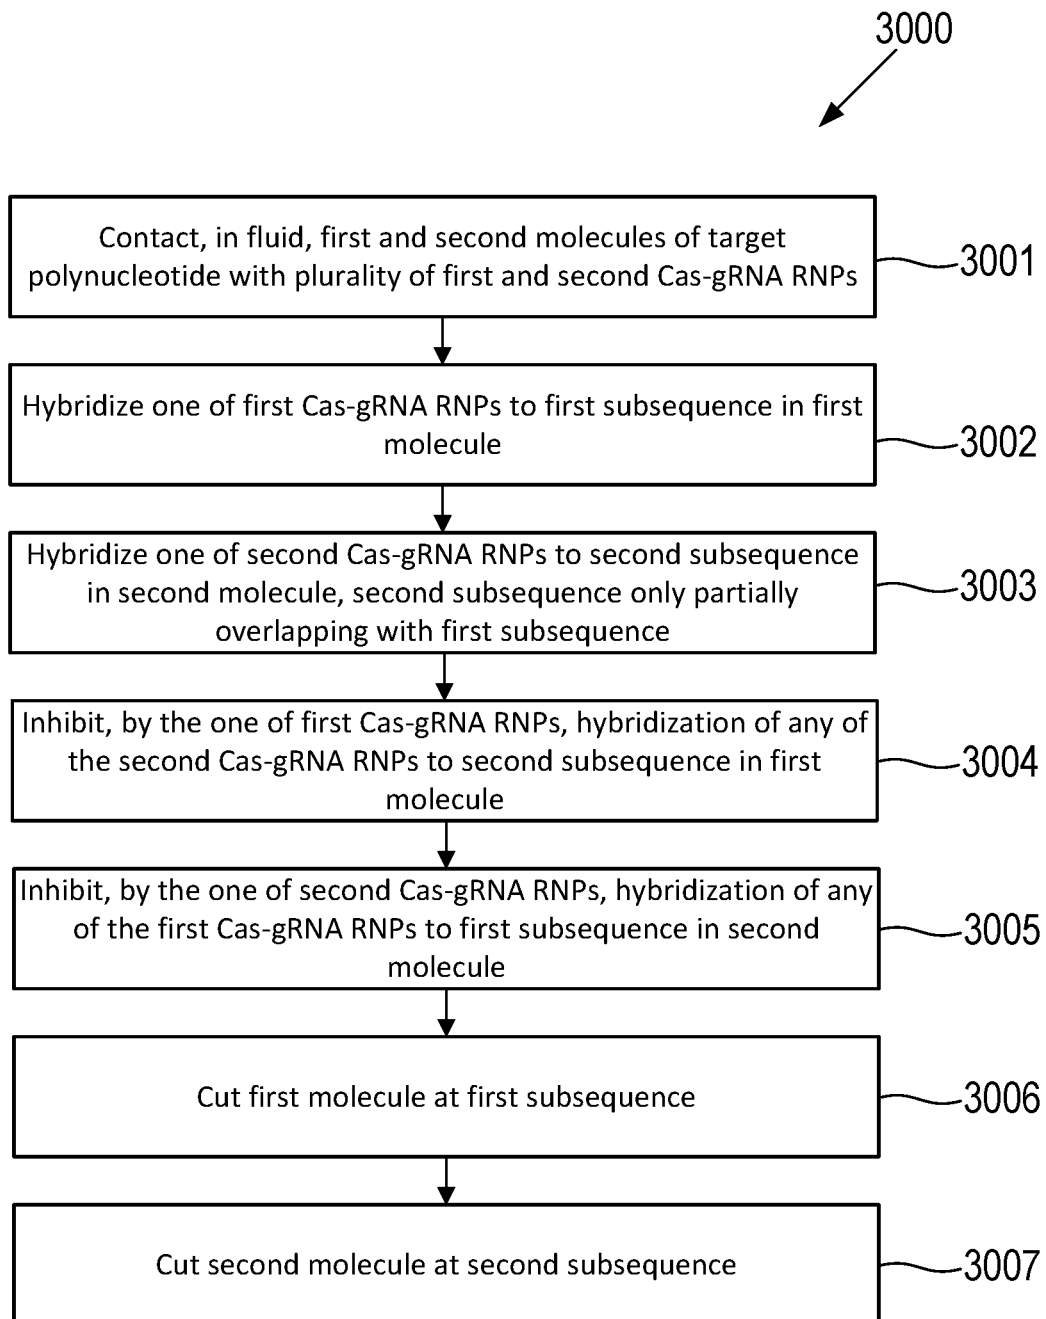 3000
Contact, in fluid, first and second molecules of target
polynucleotide with plurality of first and second Cas-gRNA RNPs
3001
Hybridize one of first Cas-gRNA RNPs to first subsequence in first
molecule
3002
Hybridize one of second Cas-gRNA RNPs to second subsequence
in second molecule, second subsequence only partially
overlapping with first subsequence
3003
Inhibit, by the one of first Cas-gRNA RNPs, hybridization of any of
the second Cas-gRNA RNPs to second subsequence in first
molecule
3004
Inhibit, by the one of second Cas-gRNA RNPs, hybridization of any
of the first Cas-gRNA RNPs to first subsequence in second
molecule
3005
Cut first molecule at first subsequence
3006
Cut second molecule at second subsequence
3007